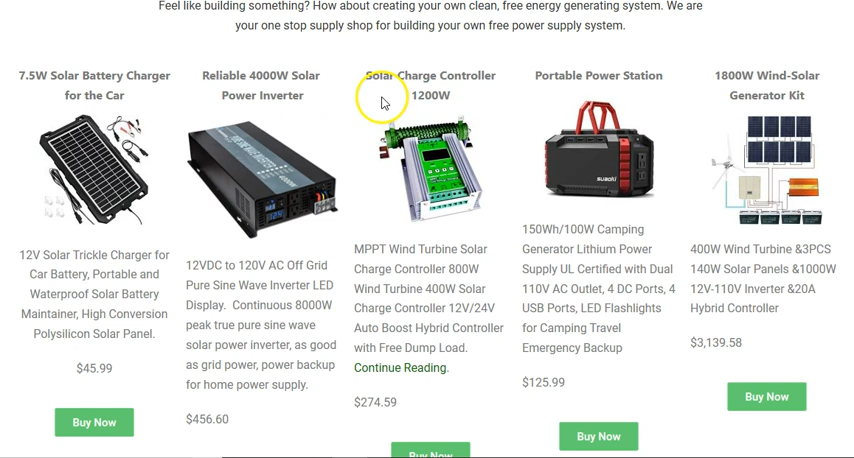 Feel like building something? How about creating your own clean, free energy generating system. We are
your one stop supply shop for building your own free power supply system.
7.5W Solar Battery Charger
for the Car
12V Solar Trickle Charger for
Car Battery, Portable and
Waterproof Solar Battery
Maintainer, High Conversion
Polysilicon Solar Panel.
$45.99
Buy Now
Reliable 4000W Solar
Power Inverter
12VDC to 120V AC Off Grid
Pure Sine Wave Inverter LED
Display.  Continuous 8000W
peak true pure sine wave
solar power inverter, as good
as grid power, power backup
for home power supply.
$456.60
Solar Charge Controller
1200W
MPPT Wind Turbine Solar
Charge Controller 800W
Wind Turbine 400W Solar
Charge Controller 12V/24V
Auto Boost Hybrid Controller
with Free Dump Load.
Continue Reading.
$274.59
Buy Now
Portable Power Station
SUAOKI
150Wh/100W Camping
Generator Lithium Power
Supply UL Certified with Dual
110V AC Outlet, 4 DC Ports, 4
USB Ports, LED Flashlights
for Camping Travel
Emergency Backup
$125.99
Buy Now
1800W Wind-Solar
Generator Kit
400W Wind Turbine &3PCS
140W Solar Panels &1000W
12V-110V Inverter &20A
Hybrid Controller
$3,139.58
Buy Now